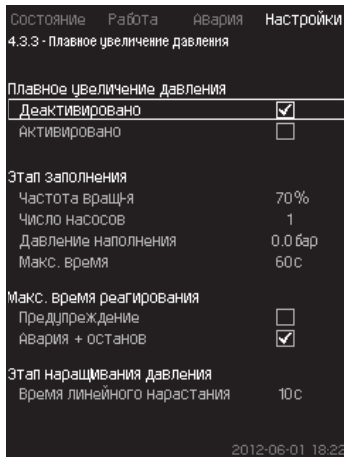 Состояние Работа Авария Настройки
4.3.3 - Плавное увеличение давления
Плавное увеличение давления
Деактивировано
Активировано
Этап заполнения
Частота вращ-я 70%
Число насосов 1
Давление наполнения 0.0 бар
Макс. время 60с
Макс. время реагирования
Предупреждение
Авария + останов
Этап наращивания давления
Время линейного нарастания 10с
2012-06-01 18:22